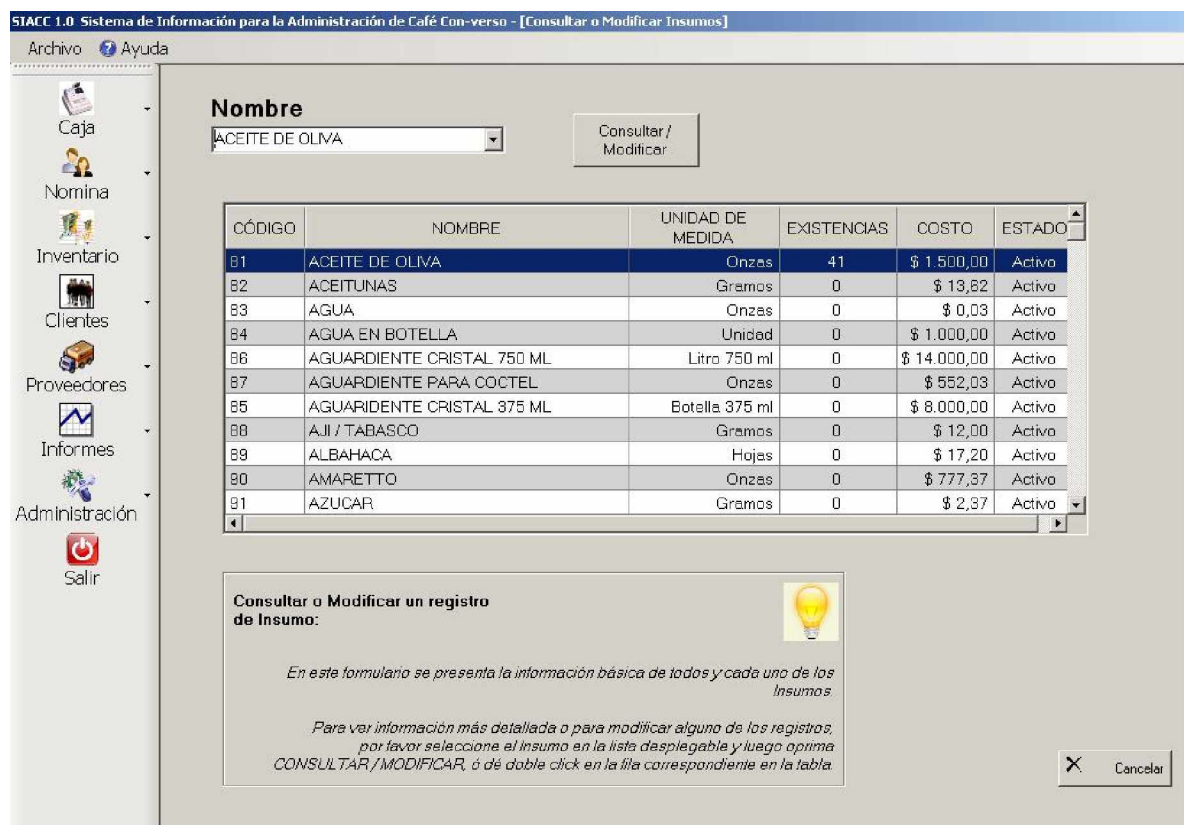 SIACC 1.0 Sistema de Información para la Administración de Café Con-verso - [Consultar o Modificar Insumos]
Archivo Ayuda
Caja
Nomina
Inventario
Clientes
Proveedores
Informes
Administración
Salir
Nombre
ACEITE DE OLIVA
Consultar /
Modificar
CÓDIGO NOMBRE UNIDAD DE MEDIDA EXISTENCIAS COSTO ESTADO
81 ACEITE DE OLIVA Onzas 41 $ 1.500,00 Activo
82 ACEITUNAS Gramos 0 $ 13,82 Activo
83 AGUA Onzas 0 $ 0,03 Activo
84 AGUA EN BOTELLA Unidad 0 $ 1.000,00 Activo
86 AGUARDIENTE CRISTAL 750 ML Litro 750 ml 0 $ 14.000,00 Activo
87 AGUARDIENTE PARA COCTEL Onzas 0 $ 552,03 Activo
85 AGUARIDENTE CRISTAL 375 ML Botella 375 ml 0 $ 8.000,00 Activo
88 AJI / TABASCO Gramos 0 $ 12,00 Activo
89 ALBAHACA Hojas 0 $ 17,20 Activo
90 AMARETTO Onzas 0 $ 777,37 Activo
91 AZUCAR Gramos 0 $ 2,37 Activo
Consultar o Modificar un registro
de Insumo:
En este formulario se presenta la información básica de todos y cada uno de los
Insumos.
Para ver información más detallada o para modificar alguno de los registros,
por favor seleccione el Insumo en la lista desplegable y luego oprima
CONSULTAR / MODIFICAR, ó dé doble click en la fila correspondiente en la tabla.
Cancelar